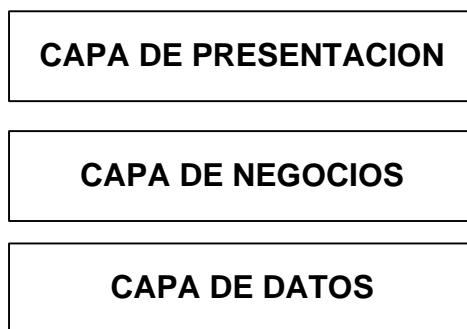 CAPA DE PRESENTACION
CAPA DE NEGOCIOS
CAPA DE DATOS